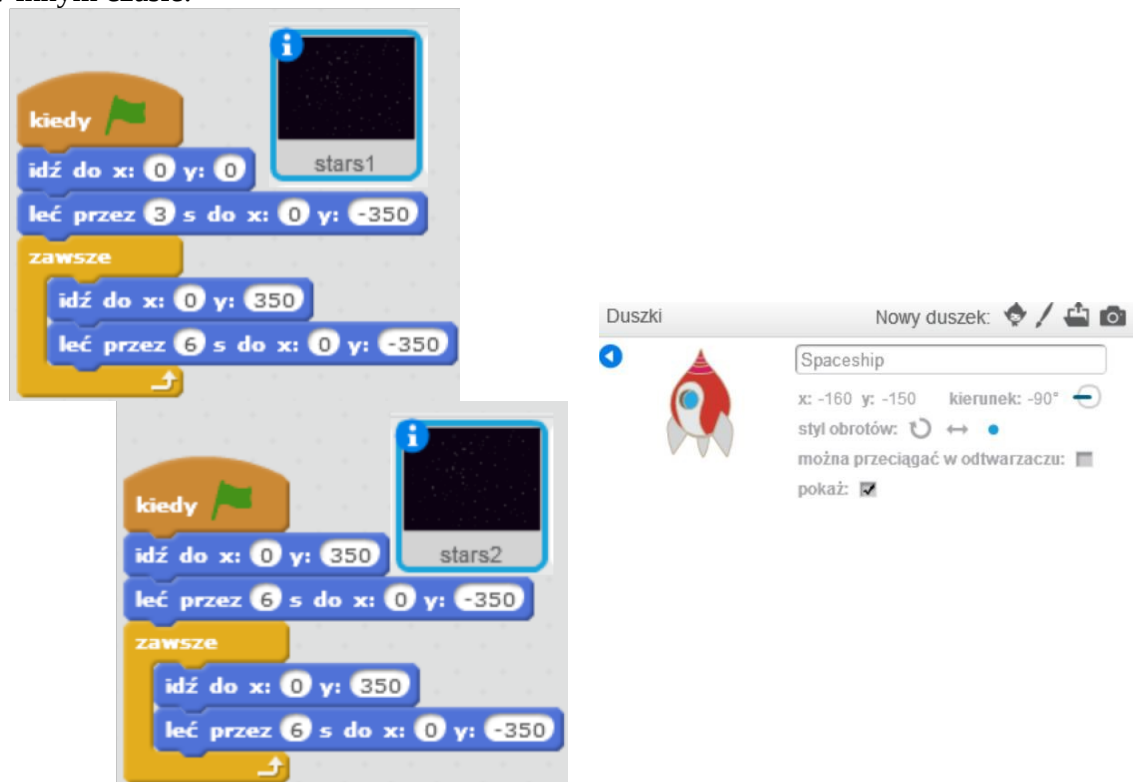 innym czasie.
kiedy
idź do x: 0 y: 0
leć przez 3 s do x: 0 y: -350
zawsze
idź do x: 0 y: 350
leć przez 6 s do x: 0 y: -350
i
stars1
kiedy
idź do x: 0 y: 350
leć przez 6 s do x: 0 y: -350
zawsze
idź do x: 0 y: 350
leć przez 6 s do x: 0 y: -350
i
stars2
Duszki Nowy duszek:
Spaceship
x: -160 y: -150 kierunek: -90°
styl obrotów:
można przeciągać w odtwarzaczu:
pokaż: